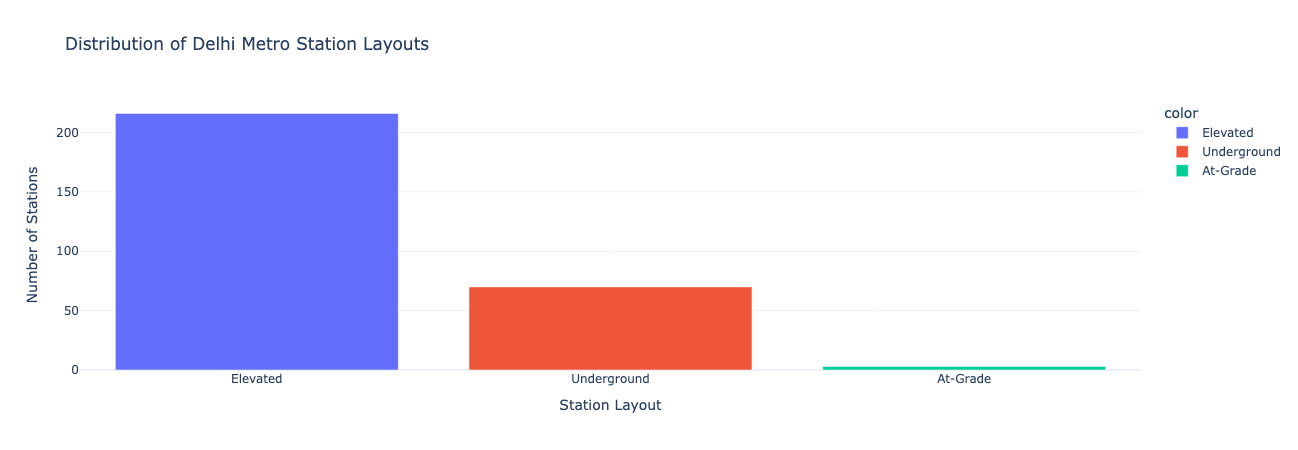 Distribution of Delhi Metro Station Layouts
color
Elevated
Underground
At-Grade
Number of Stations
200
150
100
50
0
Elevated Underground At-Grade
Station Layout